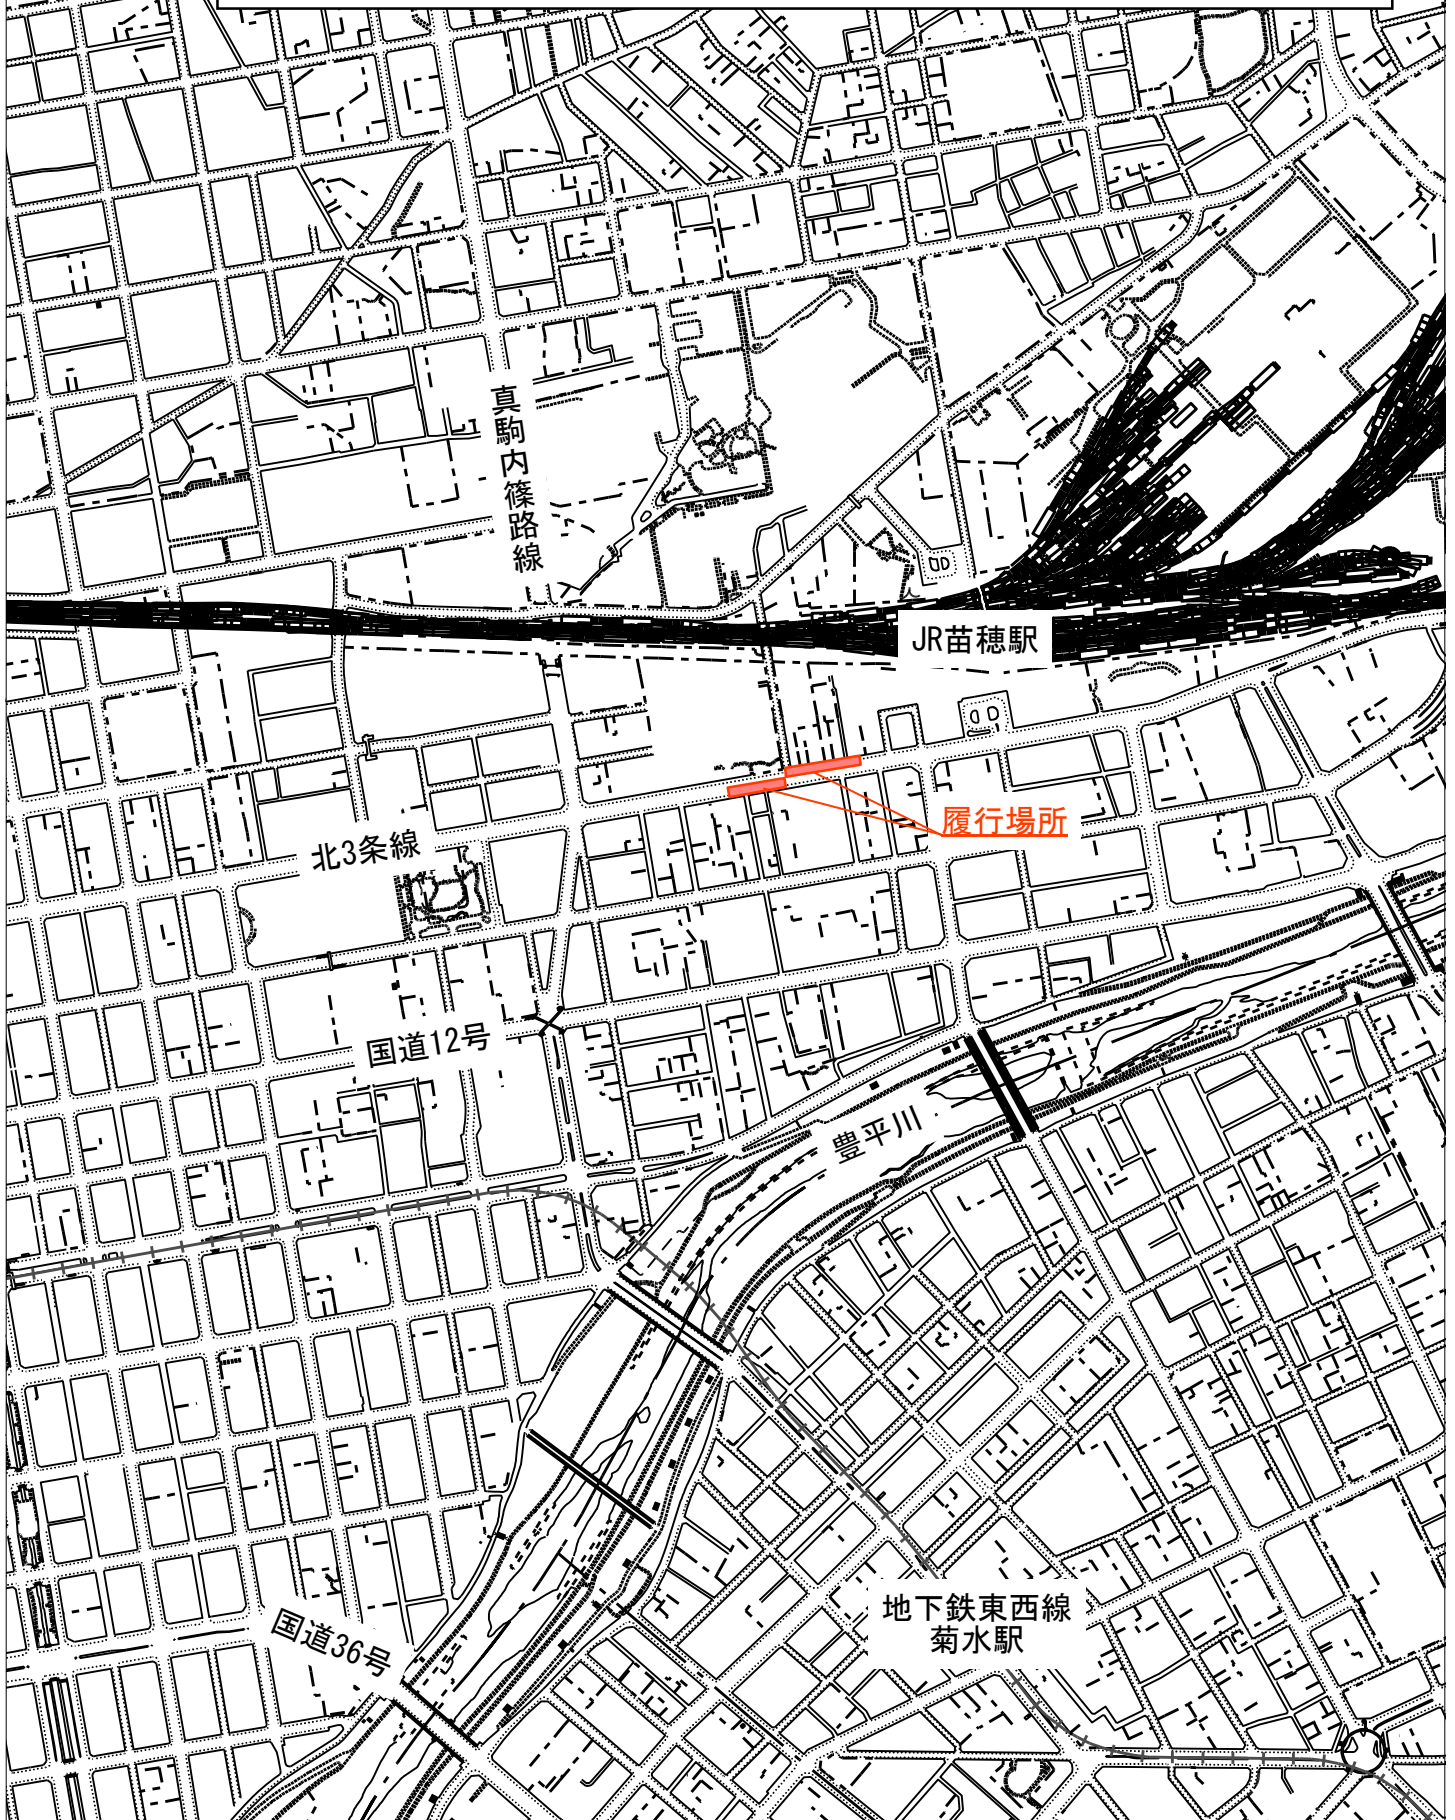 真駒内篠路線
JR苗穂駅
履行場所
北3条線
国道12号
豊平川
国道36号
地下鉄東西線
菊水駅